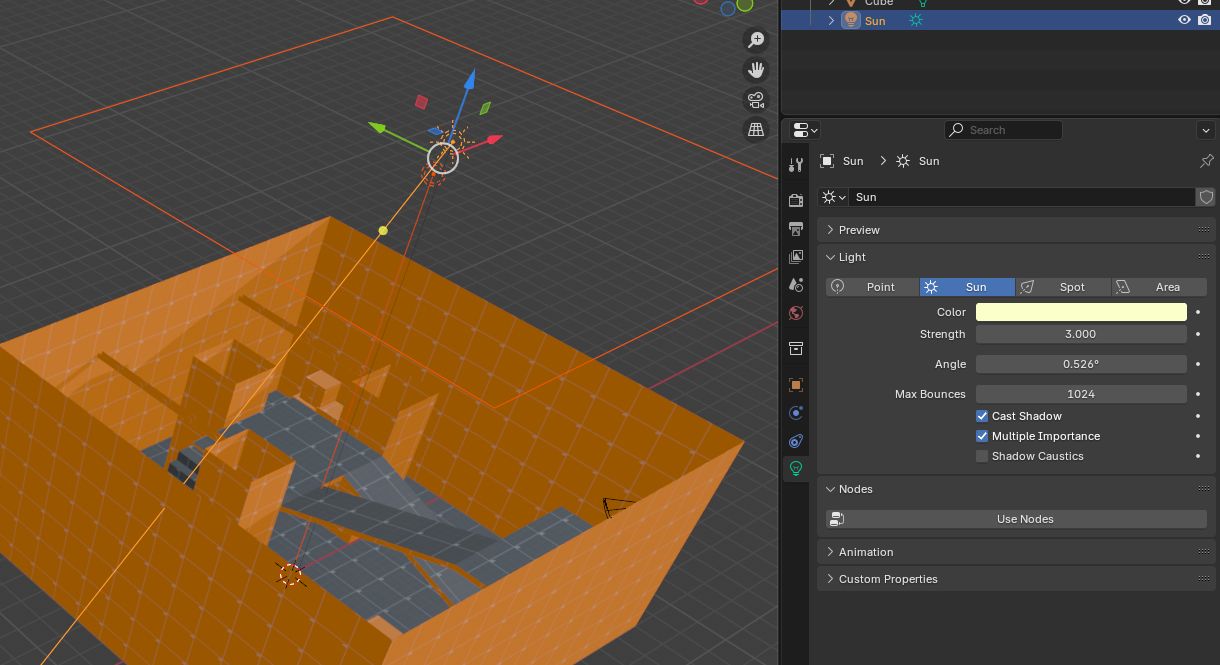 Cube
Sun
Search
Sun
Sun
Sun
Preview
Light
Point
Sun
Spot
Area
Color
Strength
3.000
Angle
0.526°
Max Bounces
1024
Cast Shadow
Multiple Importance
Shadow Caustics
Nodes
Use Nodes
Animation
Custom Properties